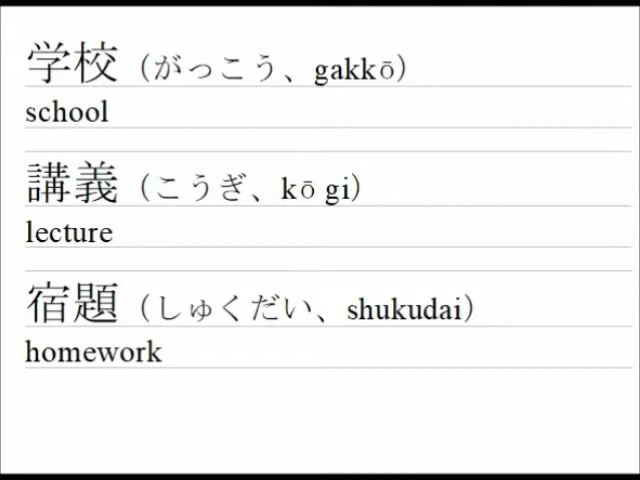 学校（がっこう、gakkō）
school
講義（こうぎ、kō gi）
lecture
宿題（しゅくだい、shukudai）
homework